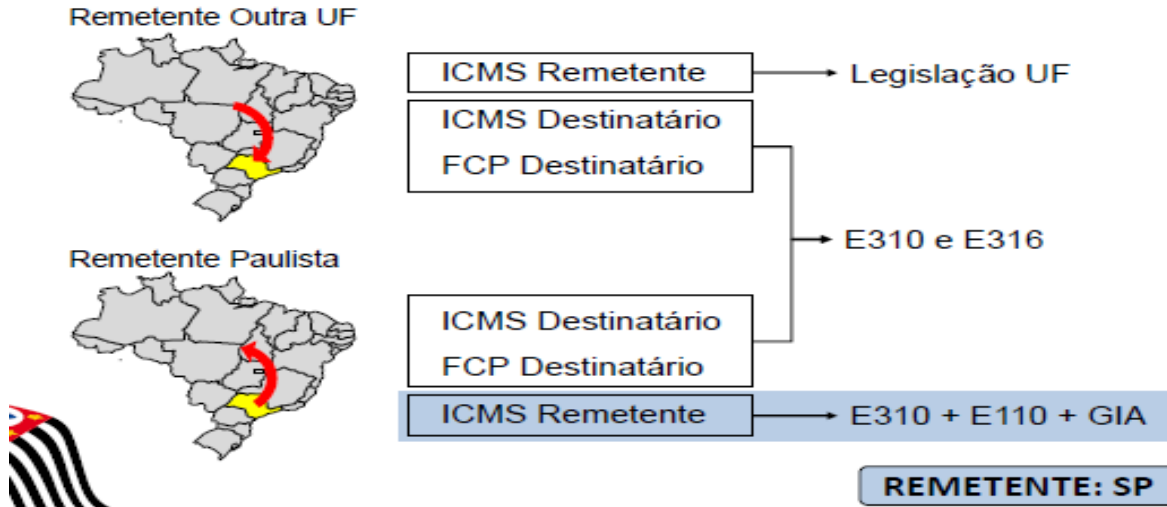 Remetente Outra UF
ICMS Remetente
Legislação UF
ICMS Destinatário
FCP Destinatário
E310 e E316
Remetente Paulista
ICMS Destinatário
FCP Destinatário
ICMS Remetente
E310 + E110 + GIA
REMETENTE: SP